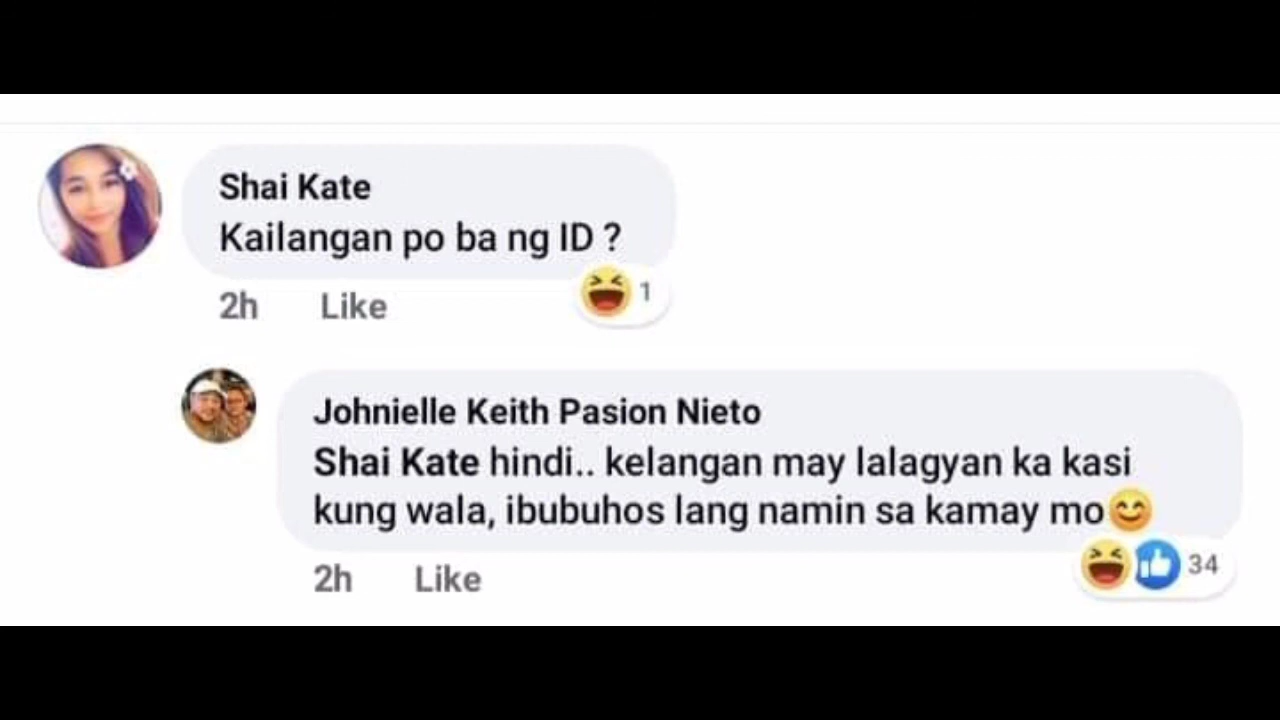 Shai Kate
Kailangan po ba ng ID ?
2h Like 1
Johnielle Keith Pasion Nieto
Shai Kate hindi.. kelangan may lalagyan ka kasi
kung wala, ibubuhos lang namin sa kamay mo😊
2h Like 34